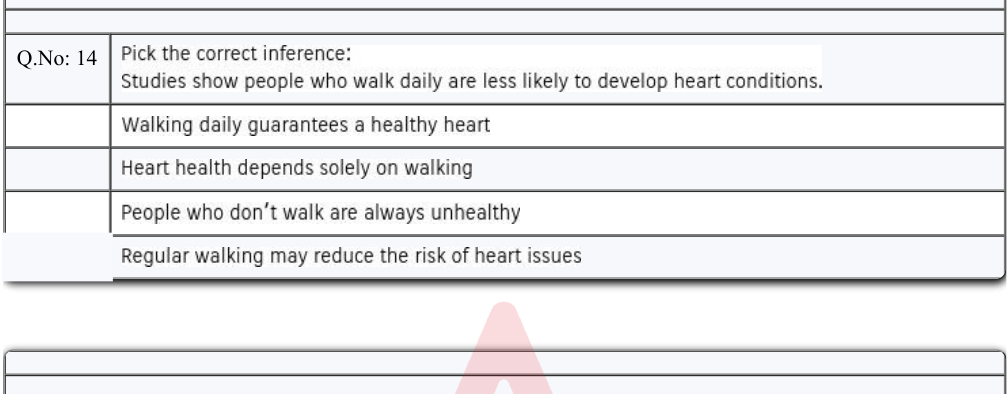 Q.No: 14
Pick the correct inference:
Studies show people who walk daily are less likely to develop heart conditions.
Walking daily guarantees a healthy heart
Heart health depends solely on walking
People who don't walk are always unhealthy
Regular walking may reduce the risk of heart issues